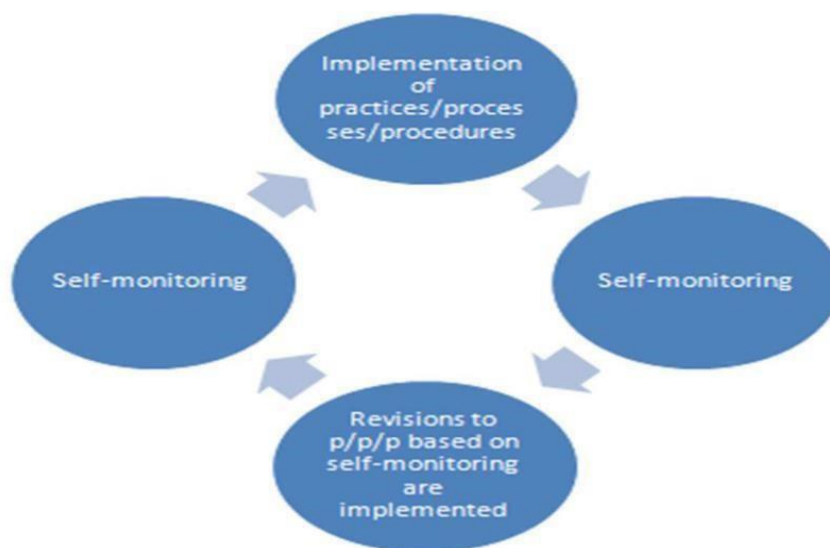 Implementation
of
practices/proces
ses/procedures
Self-monitoring
Self-monitoring
Revisions to
p/p/p based on
self-monitoring
are
implemented